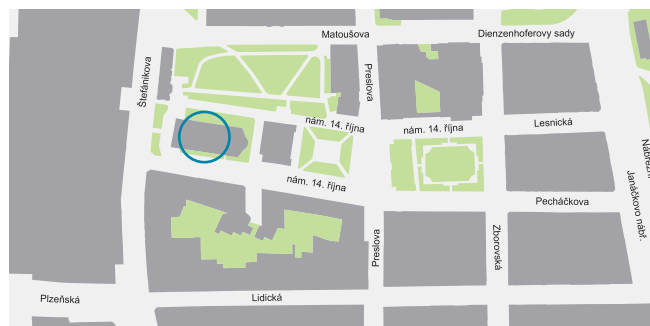 Matoušova
Dienzenhoferovy sady
Štefánikova
Preslova
nám. 14. října
nám. 14. října
Lesnická
nám. 14. října
Pecháčkova
Janáčkovo nábř.
Preslova
Zborovská
Plzeňská
Lidická